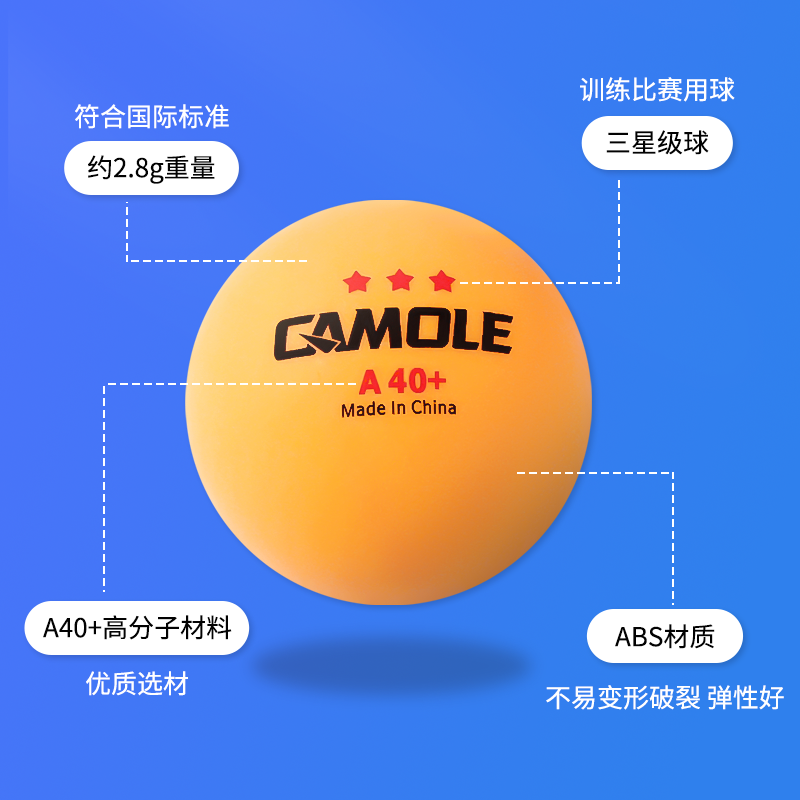 训练比赛用球
三星级球
符合国际标准
约2.8g重量
CAMOLE
A 40+
Made In China
A40+高分子材料
优质选材
ABS材质
不易变形破裂 弹性好